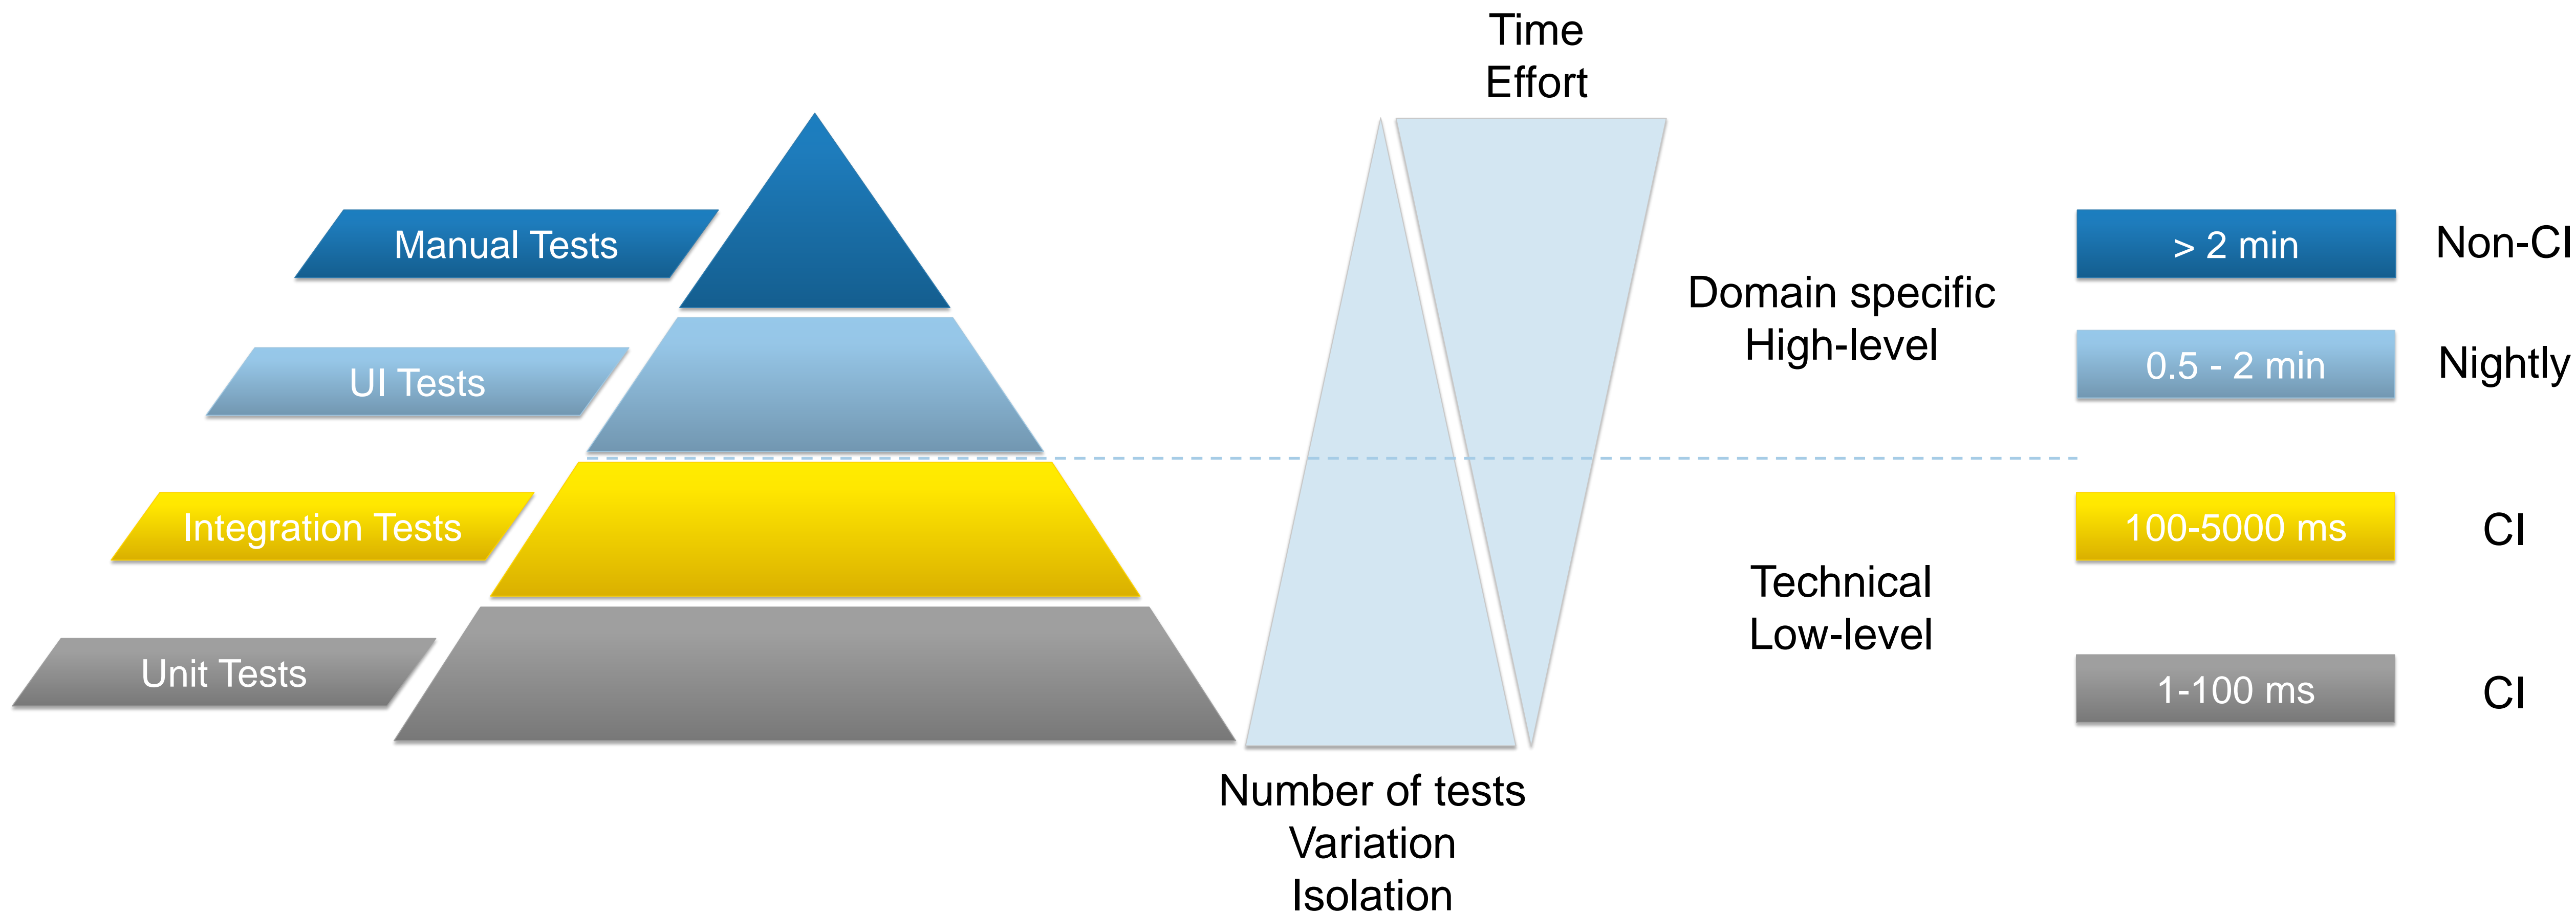 Time
Effort
Manual Tests
UI Tests
Integration Tests
Unit Tests
Domain specific
High-level
Technical
Low-level
> 2 min
Non-CI
0.5 - 2 min
Nightly
100-5000 ms
CI
1-100 ms
CI
Number of tests
Variation
Isolation